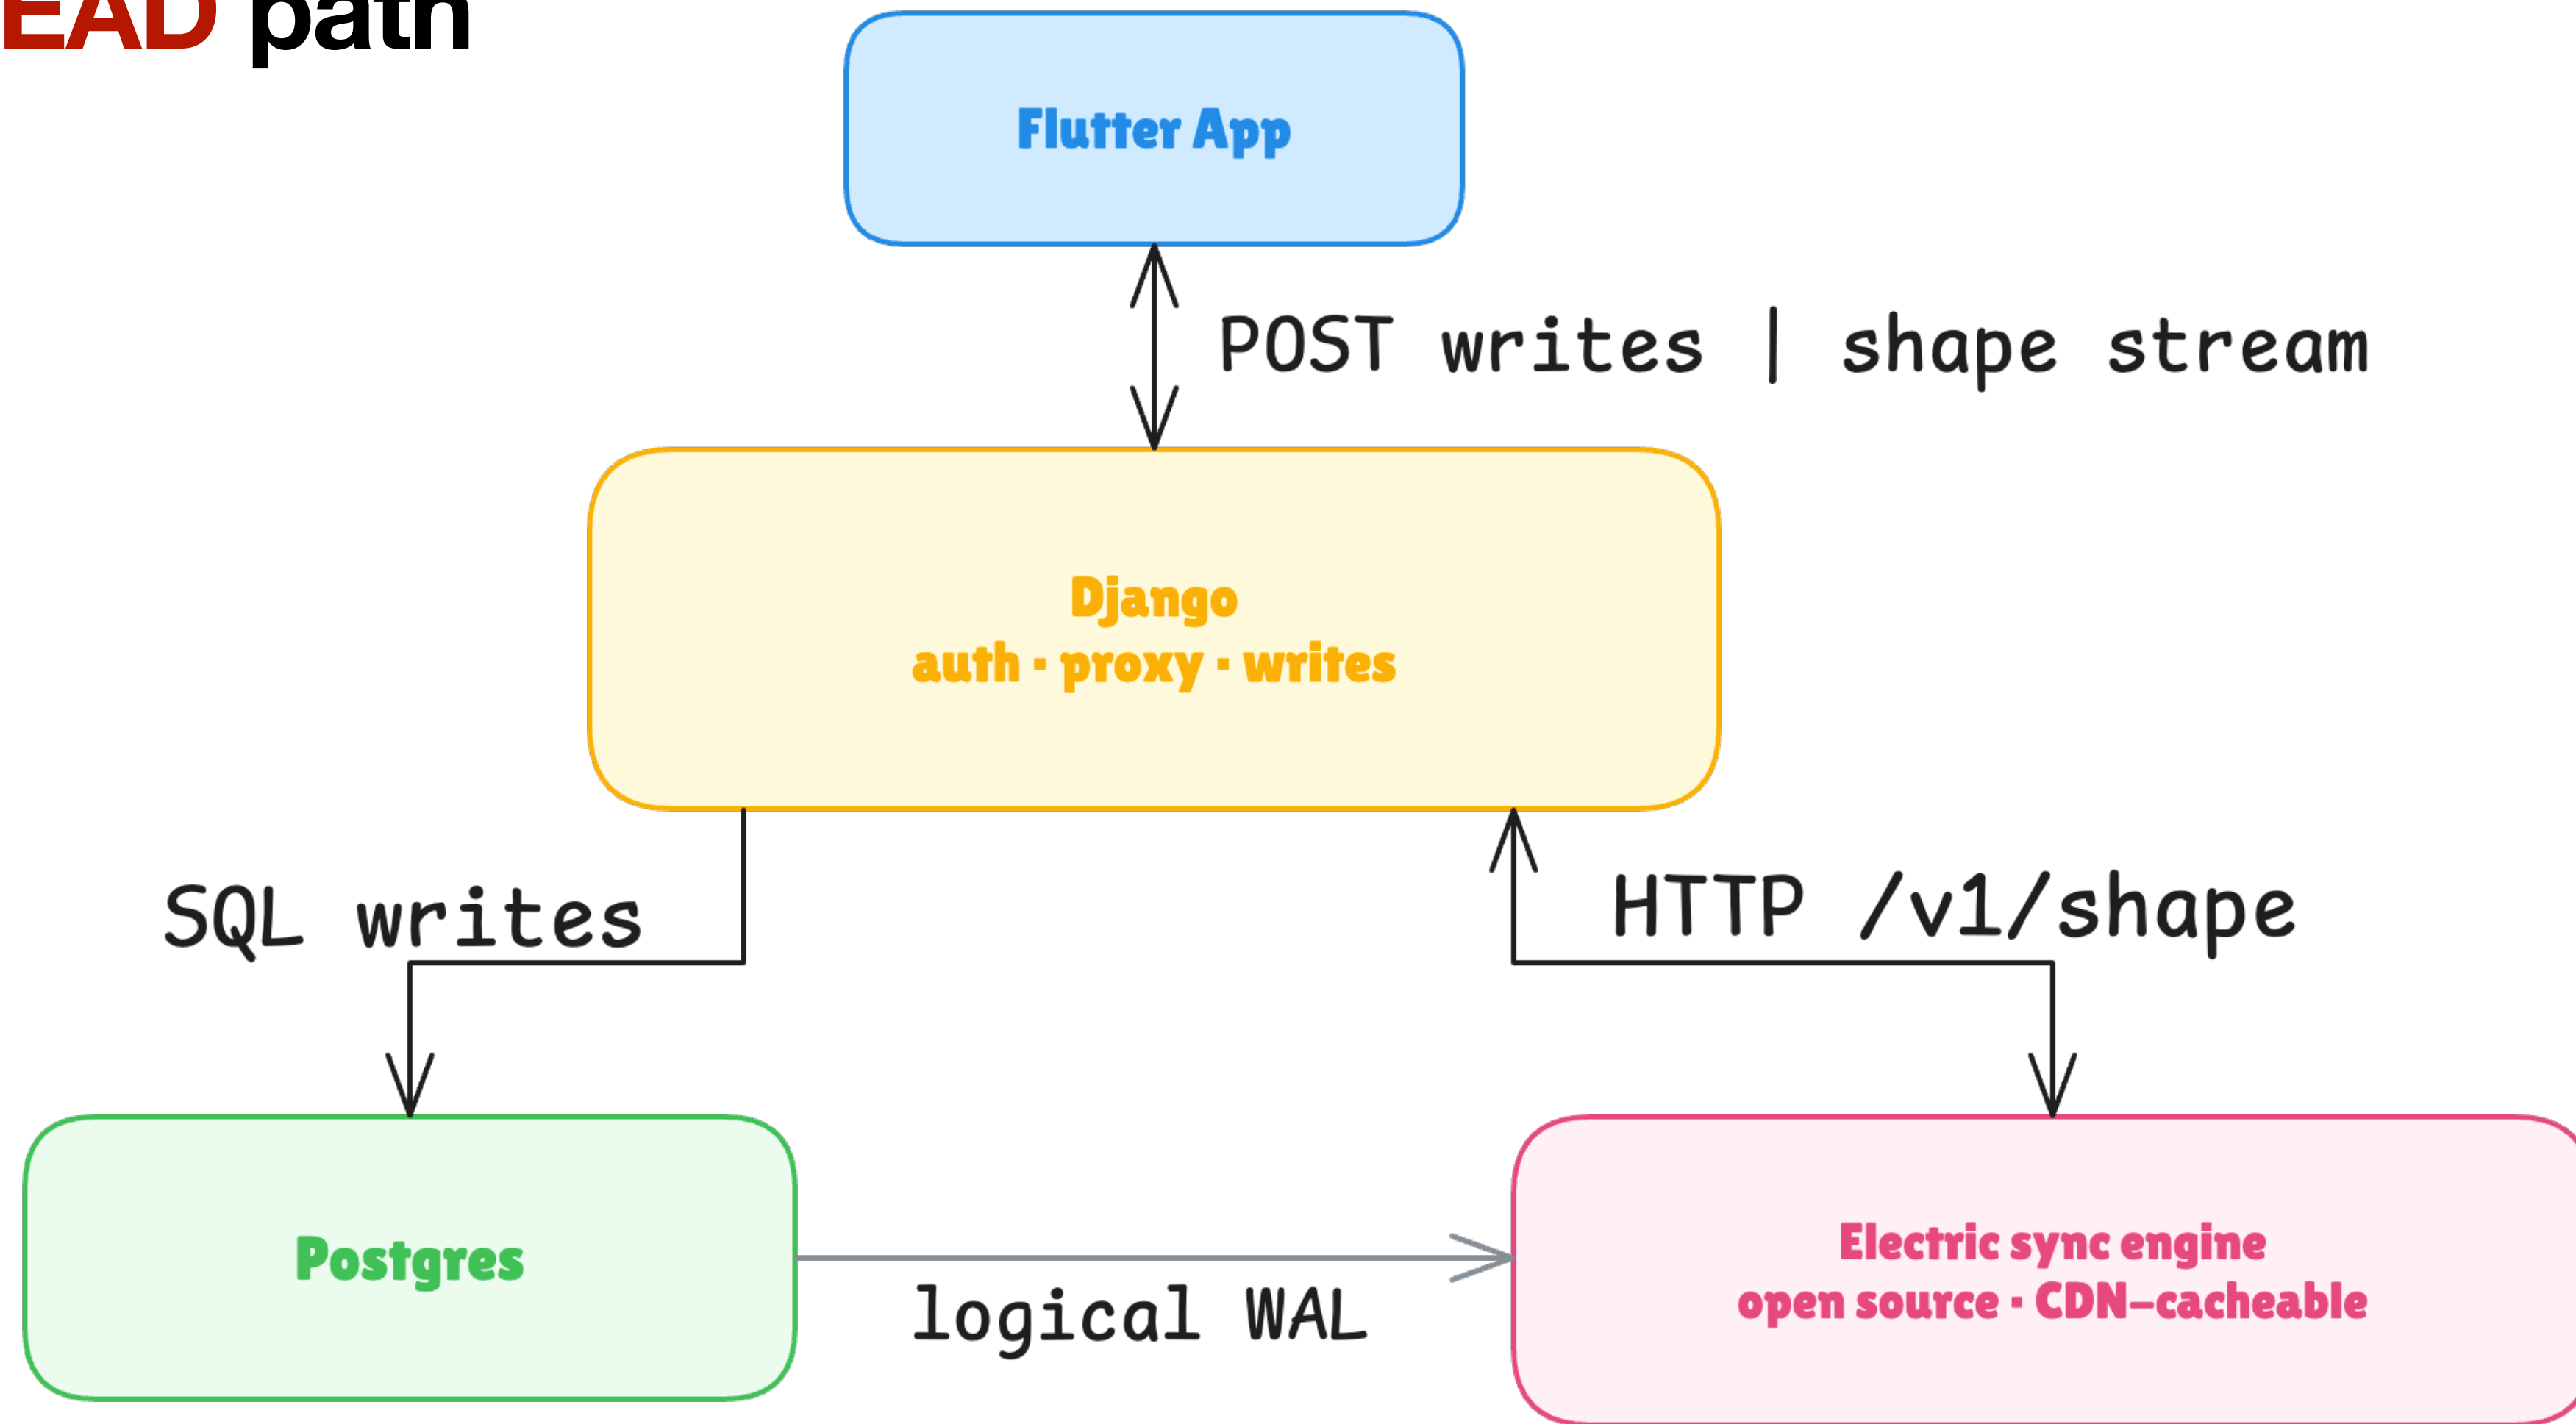 EAD path
Flutter App
POST writes | shape stream
Django
auth · proxy · writes
SQL writes
HTTP /v1/shape
Postgres
logical WAL
Electric sync engine
open source · CDN-cacheable